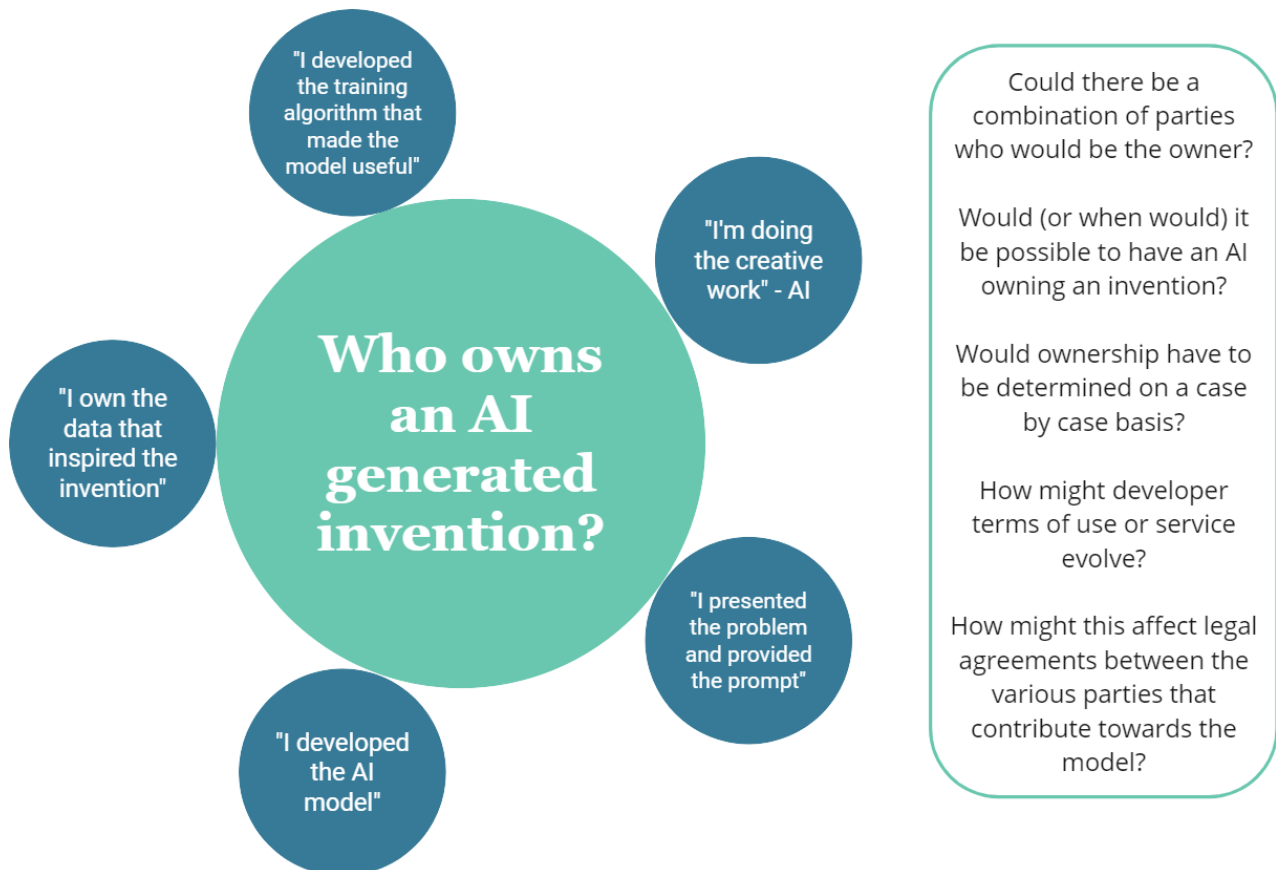 "I developed
the training
algorithm that
made the
model useful"
"I'm doing
the creative
work" - AI
Who owns
an AI
generated
invention?
"I own the
data that
inspired the
invention"
"I presented
the problem
and provided
the prompt"
"I developed
the AI
model"
Could there be a
combination of parties
who would be the owner?
Would (or when would) it
be possible to have an AI
owning an invention?
Would ownership have to
be determined on a case
by case basis?
How might developer
terms of use or service
evolve?
How might this affect legal
agreements between the
various parties that
contribute towards the
model?